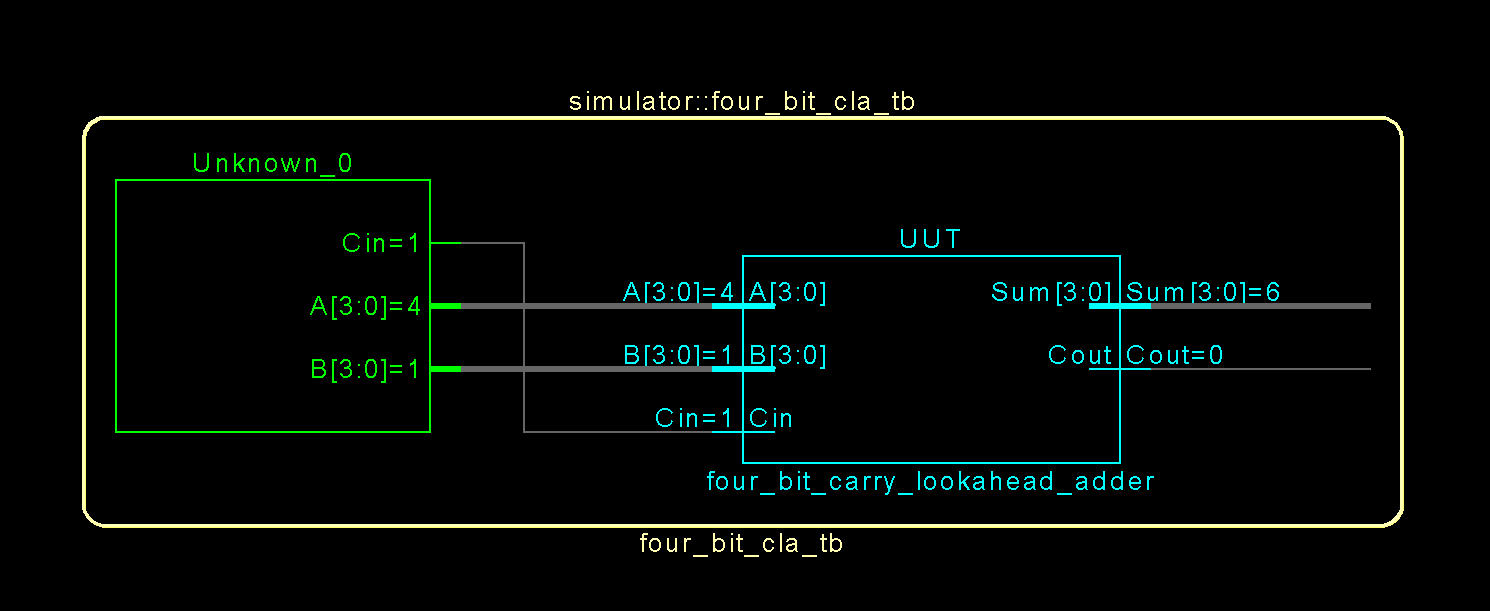 simulator::four_bit_cla_tb
Unknown_0
Cin=1
A[3:0]=4
B[3:0]=1
UUT
A[3:0]=4 A[3:0] Sum[3:0] Sum[3:0]=6
B[3:0]=1 B[3:0] Cout Cout=0
Cin=1 Cin
four_bit_carry_lookahead_adder
four_bit_cla_tb